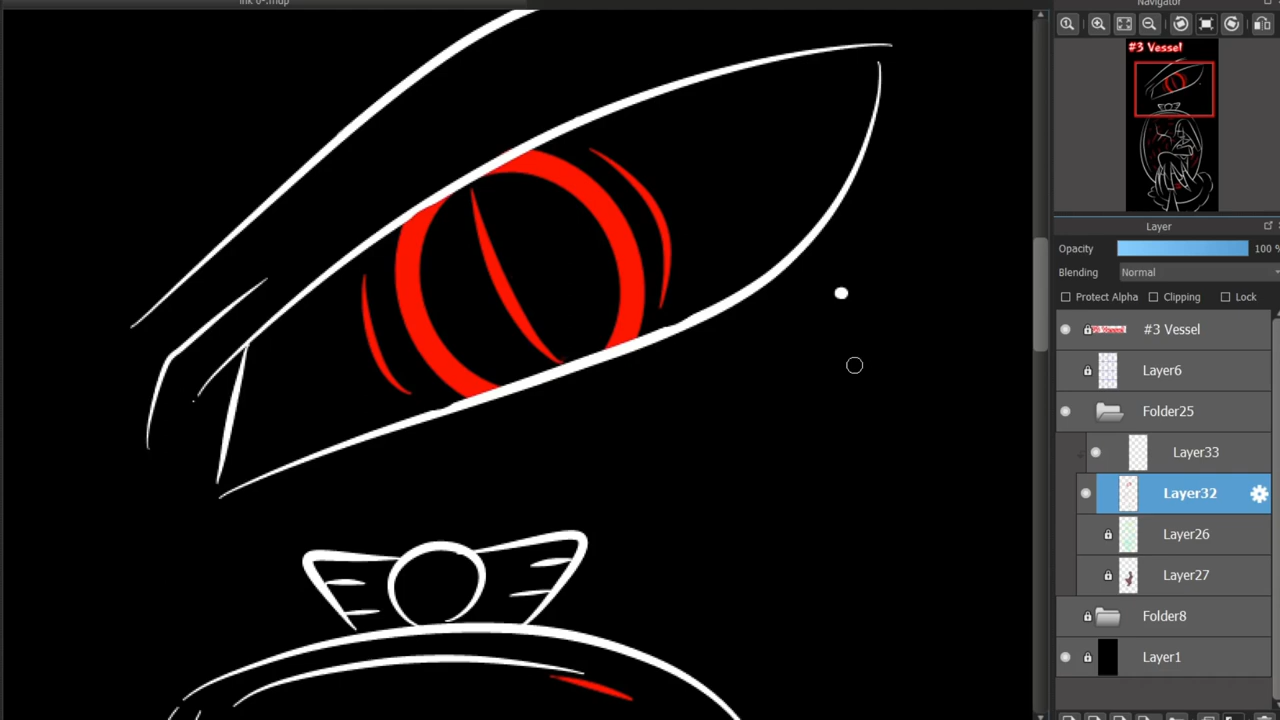 ink 6-.mdp
Navigator
#3 Vessel
Layer
Opacity 100 %
Blending Normal
Protect Alpha Clipping Lock
#3 Vessel
Layer6
Folder25
Layer33
Layer32
Layer26
Layer27
Folder8
Layer1